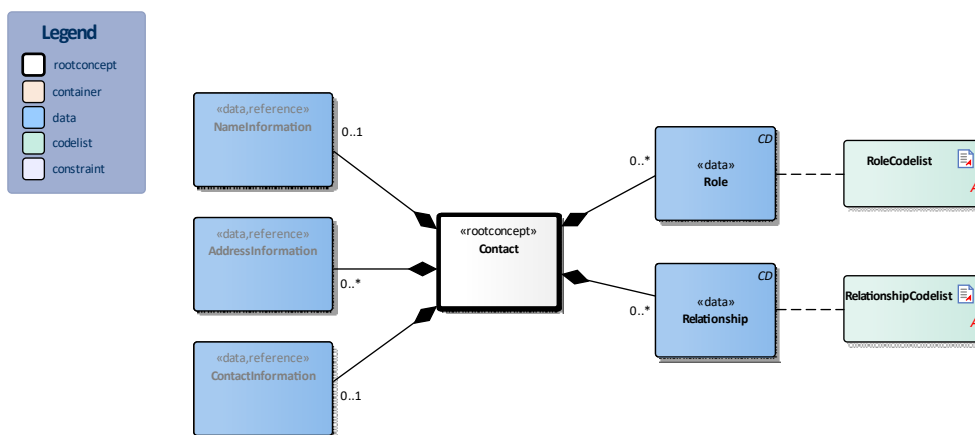 Legend
rootconcept
container
data
codelist
constraint
«data,reference»
NameInformation
0..1
«data,reference»
AddressInformation
0..*
«data,reference»
ContactInformation
0..1
«rootconcept»
Contact
CD
«data»
Role
0..*
CD
«data»
Relationship
0..*
RoleCodelist
A
RelationshipCodelist
A